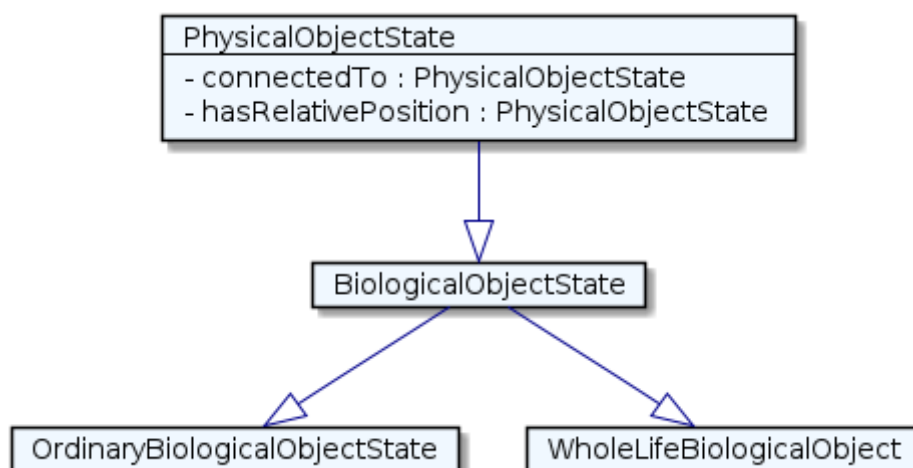 PhysicalObjectState
- connectedTo : PhysicalObjectState
- hasRelativePosition : PhysicalObjectState
BiologicalObjectState
OrdinaryBiologicalObjectState
WholeLifeBiologicalObject